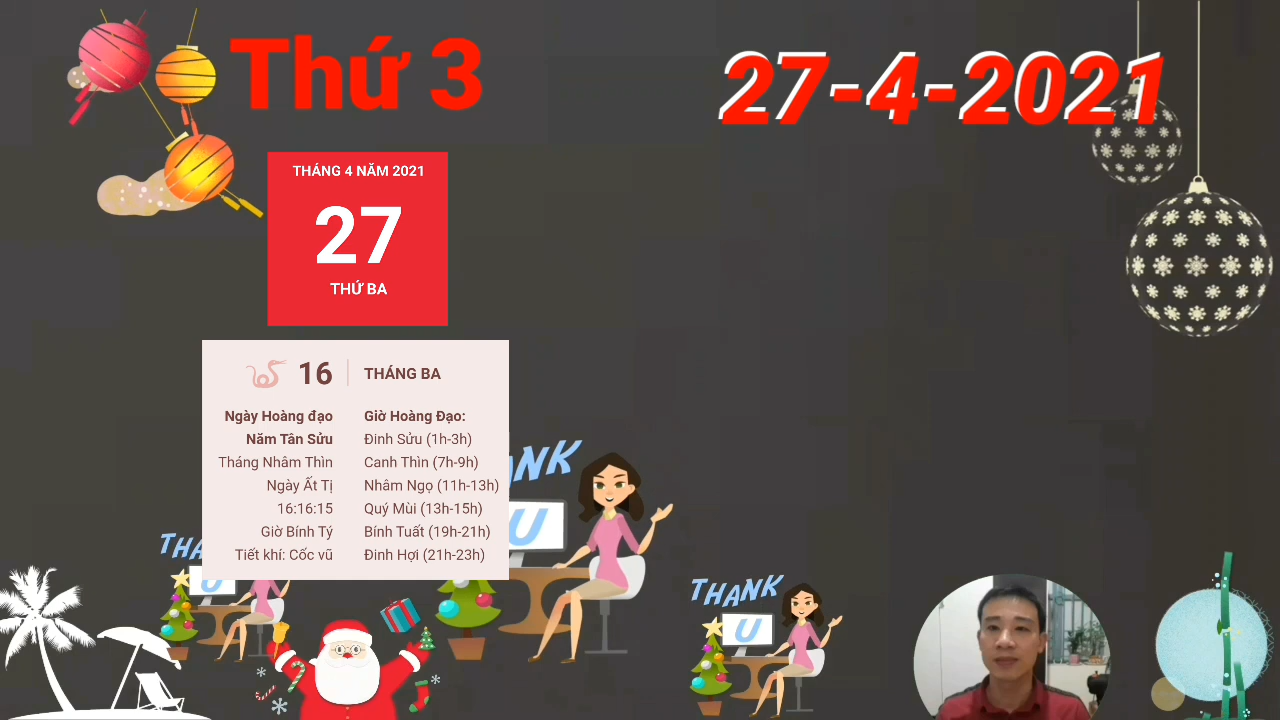 Thứ 3
27-4-2021
THÁNG 4 NĂM 2021
27
THỨ BA
16
THÁNG BA
Ngày Hoàng đạo
Năm Tân Sửu
Tháng Nhâm Thìn
Ngày Ất Tị
16:16:15
Giờ Bính Tý
Tiết khí: Cốc vũ
Giờ Hoàng Đạo:
Đinh Sửu (1h-3h)
Canh Thìn (7h-9h)
Nhâm Ngọ (11h-13h)
Quý Mùi (13h-15h)
Bính Tuất (19h-21h)
Đinh Hợi (21h-23h)
ANK
U
THA
U
THANK
U